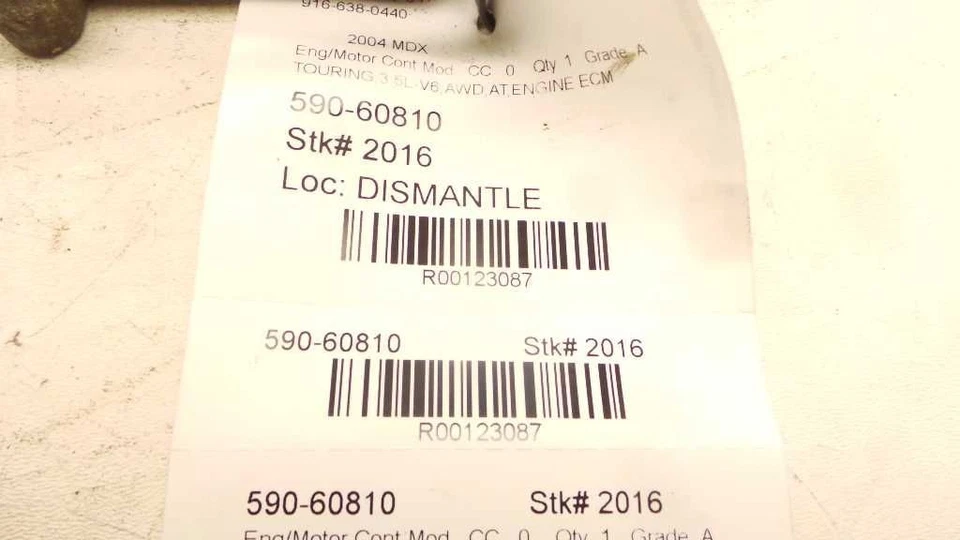 916-638-0440
2004 MDX
Eng/Motor Cont Mod CC 0 Qty 1 Grade A
TOURING 3.5L V6,AWD,AT,ENGINE ECM
590-60810
Stk# 2016
Loc: DISMANTLE
R00123087
590-60810 Stk# 2016
R00123087
590-60810 Stk# 2016
Eng/Motor Cont Mod CC 0 Qty 1 Grade A